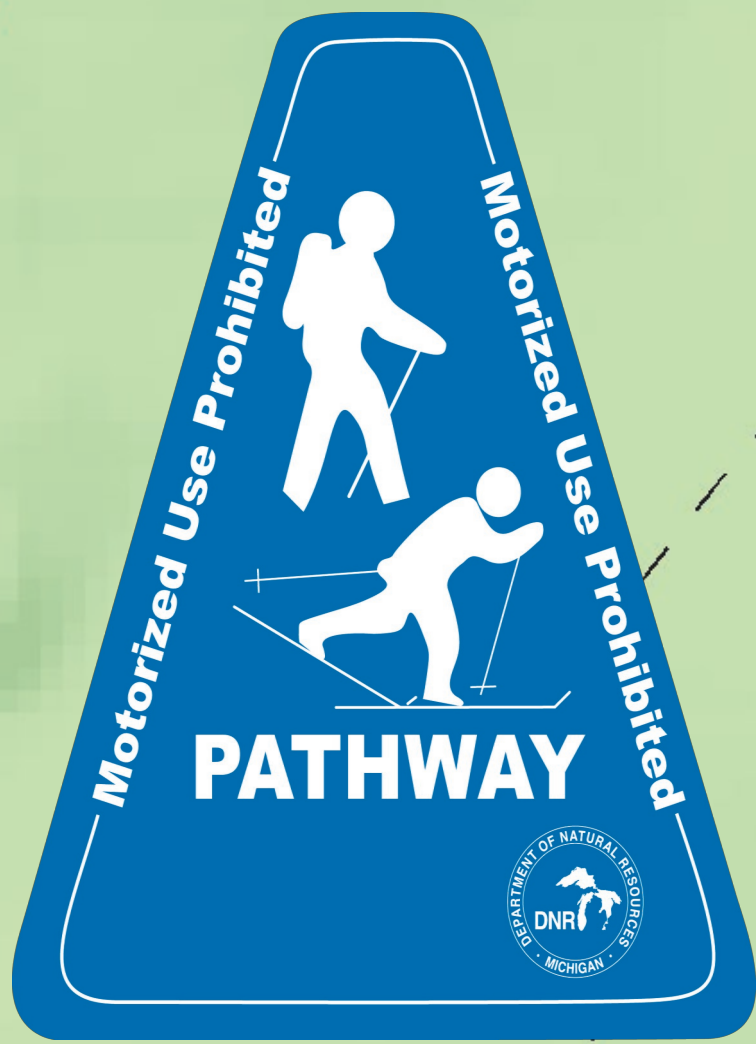 Motorized Use Prohibited
Motorized Use Prohibited
PATHWAY
DEPARTMENT OF NATURAL RESOURCES
DNR
· MICHIGAN ·